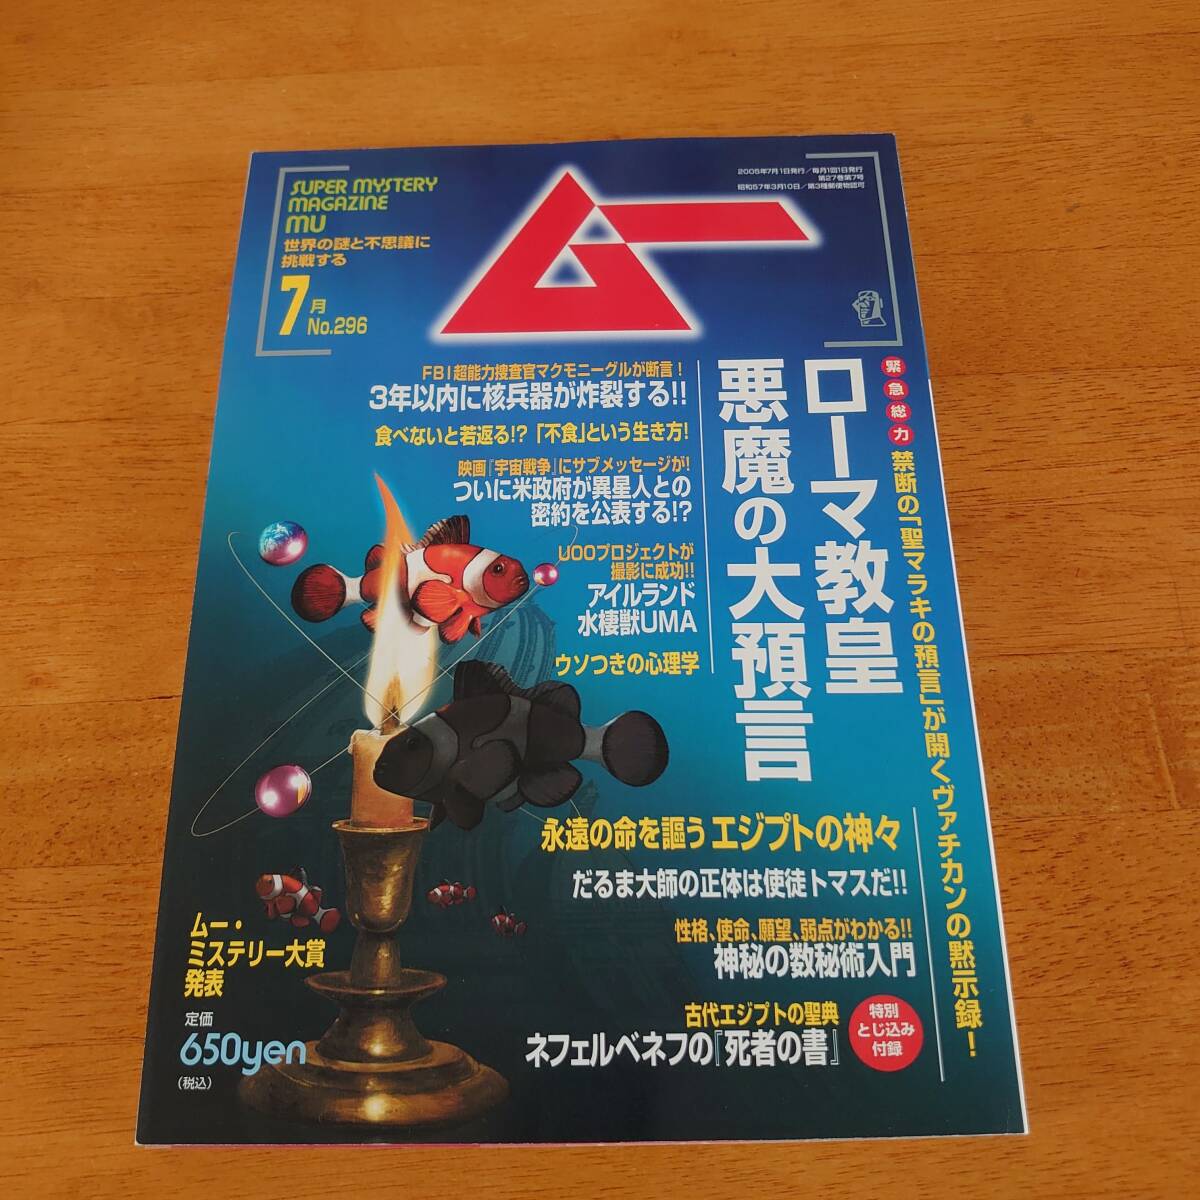 SUPER MYSTERY
MAGAZINE
MU
世界の謎と不思議に
挑戦する
7月
No.296
ムー
2005年7月1日発行／毎月1回1日発行
第27巻第7号
昭和57年3月10日／第3種郵便物認可
緊急総力
禁断の「聖マラキの預言」が開くヴァチカンの黙示録！
ローマ教皇
悪魔の大預言
FBI超能力捜査官マクモニーグルが断言！
3年以内に核兵器が炸裂する!!
食べないと若返る!?「不食」という生き方!
映画『宇宙戦争』にサブメッセージが!
ついに米政府が異星人との
密約を公表する!?
UOOプロジェクトが
撮影に成功!!
アイルランド
水棲獣UMA
ウソつきの心理学
永遠の命を謳うエジプトの神々
だるま大師の正体は使徒トマスだ!!
性格、使命、願望、弱点がわかる!!
神秘の数秘術入門
古代エジプトの聖典
ネフェルベネフの『死者の書』
特別
とじ込み
付録
ムー・
ミステリー大賞
発表
定価
650yen
（税込）